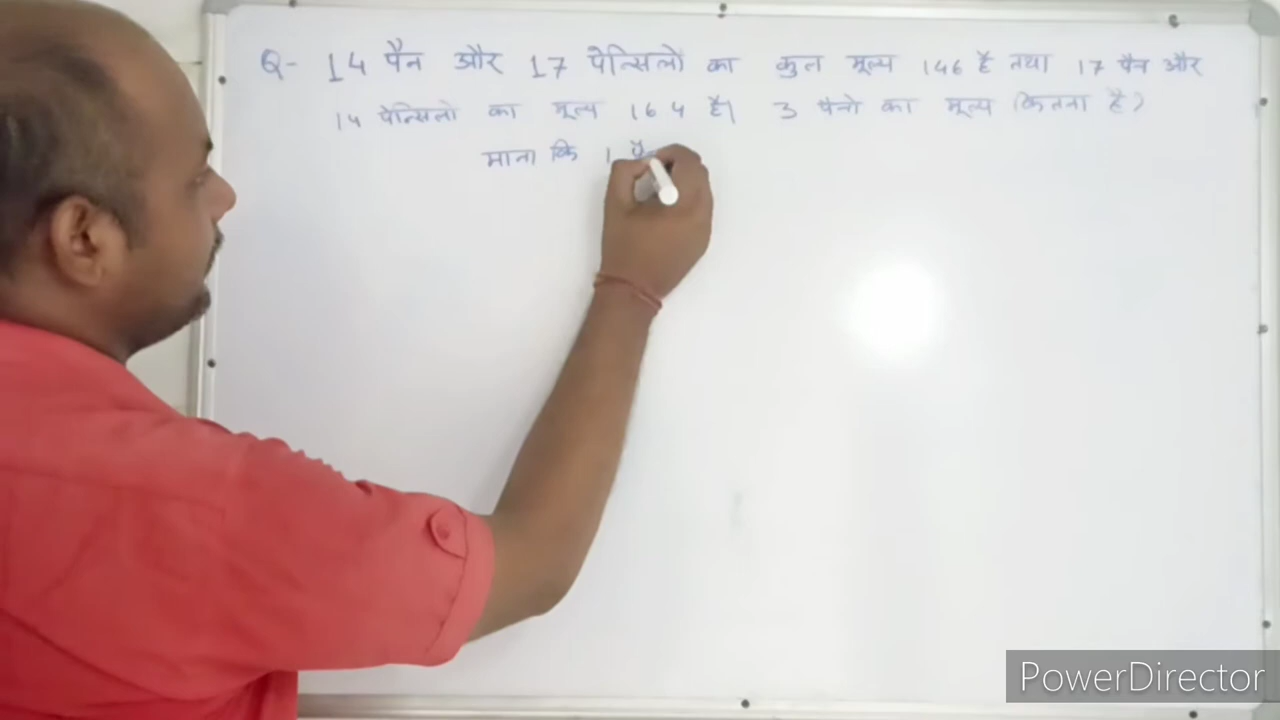 Q- 14 पैन और 17 पेन्सिलो का कुल मूल्य 146 है तथा 17 पैन और
14 पेन्सिलो का मूल्य 164 है। 3 पैनो का मूल्य कितना है?
माना कि 1
PowerDirector